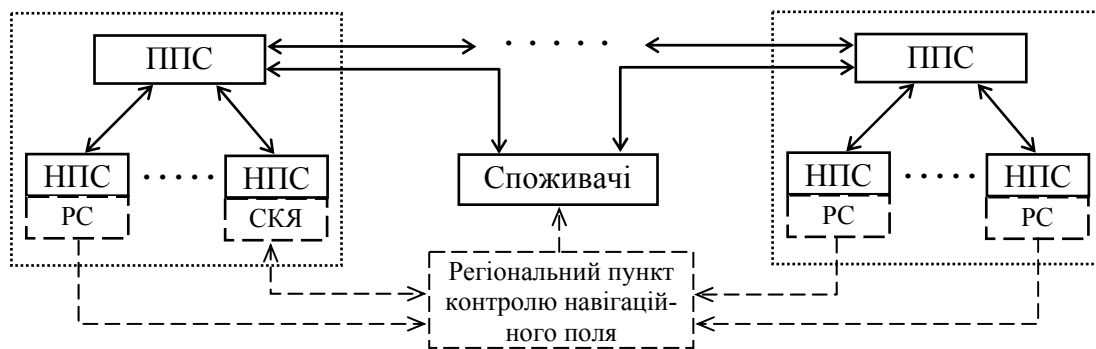 ППС
ППС
НПС
НПС
Споживачі
НПС
НПС
РС
СКЯ
РС
РС
Регіональний пункт
контролю навігацій-
ного поля